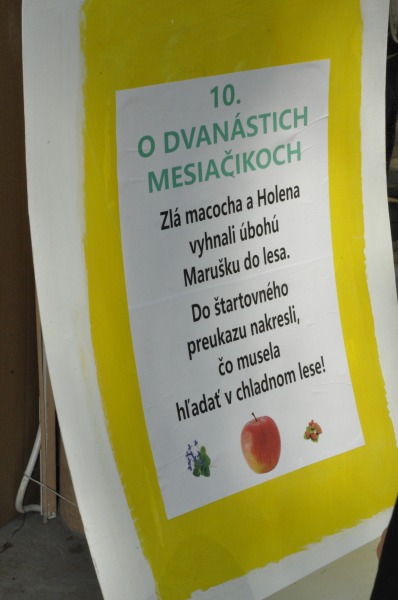 10.
O DVANÁSTICH
MESIAČIKOCH
Zlá macocha a Holena
vyhnali úbohú
Marušku do lesa.
Do štartovného
preukazu nakresli,
čo musela
hľadať v chladnom lese!